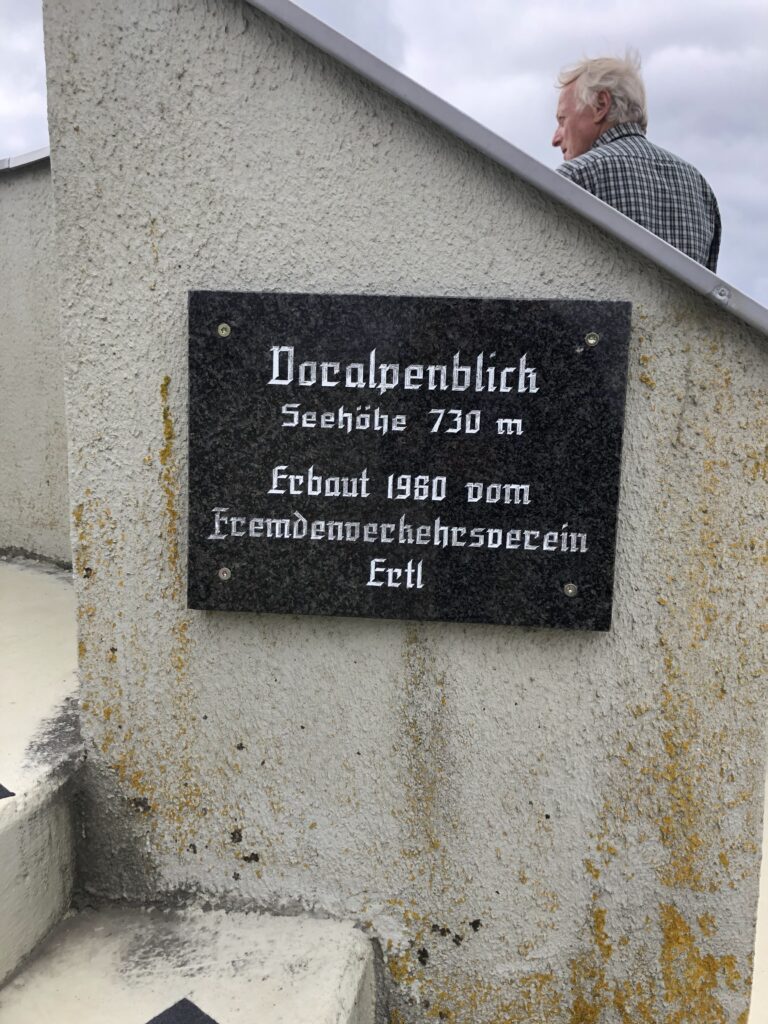 Voralpenblick
Seehöhe 730 m
Erbaut 1980 vom
Fremdenverkehrsverein
Ertl